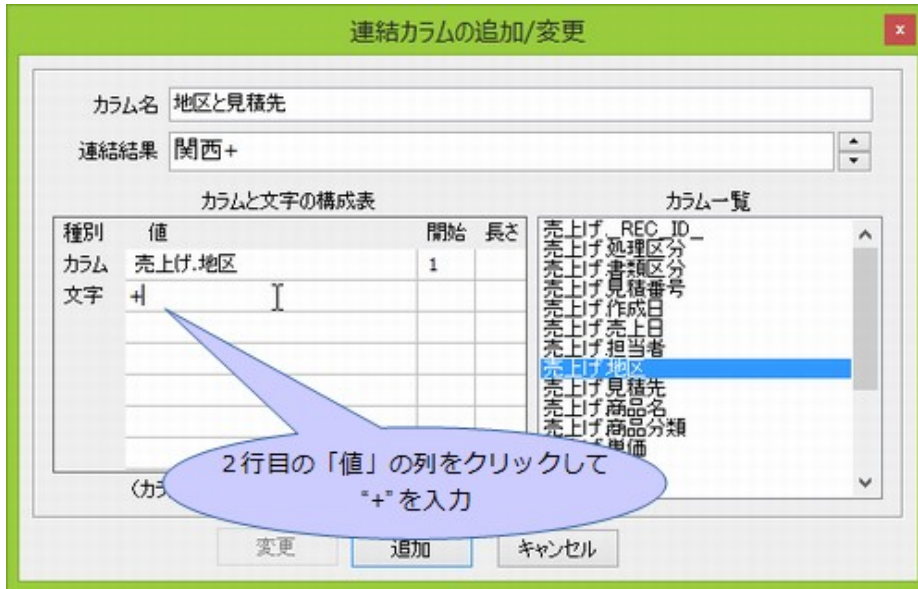 連結カラムの追加/変更
x
カラム名 地区と見積先
連結結果 関西+
カラムと文字の構成表
種別 値 開始 長さ
カラム 売上げ.地区 1
文字 +
カラム一覧
売上げ._REC_ID_
売上げ.処理区分
売上げ.書類区分
売上げ.見積番号
売上げ.作成日
売上げ.売上日
売上げ.担当者
売上げ.地区
売上げ.見積先
売上げ.商品名
売上げ.商品分類
単価
2行目の「値」の列をクリックして
“+”を入力
(カラ
変更 追加 キャンセル